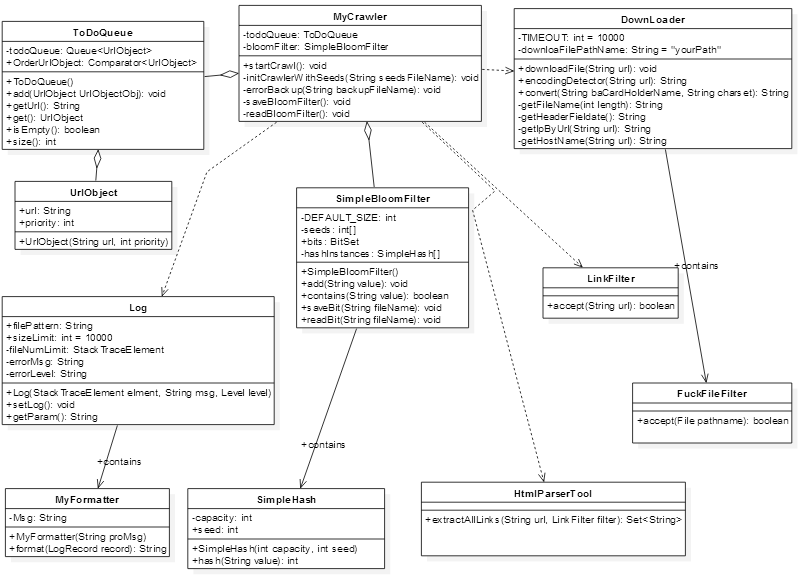 ToDoQueue
-todoQueue: Queue<UrlObject>
+OrderUrlObject: Comparator<UrlObject>
+ToDoQueue()
+add(UrlObject UrlObjectObj): void
+getUrl(): String
+get(): UrlObject
+isEmpty(): boolean
+size(): int
MyCrawler
-todoQueue: ToDoQueue
-bloomFilter: SimpleBloomFilter
+startCrawl(): void
-initCrawlerWithSeeds(String seedsFileName): void
-errorBackup(String backupFileName): void
-saveBloomFilter(): void
-readBloomFilter(): void
DownLoader
-TIMEOUT: int = 10000
-downloaFilePathName: String = "yourPath"
+downloadFile(String url): void
+encodingDetector(String url): String
+convert(String baCardHolderName, String charset): String
-getFileName(int length): String
-getHeaderFieldate(): String
-getIpByUrl(String url): String
-getHostName(String url): String
UrlObject
+url: String
+priority: int
+UrlObject(String url, int priority)
SimpleBloomFilter
-DEFAULT_SIZE: int
-seeds: int[]
+bits: BitSet
-hashInstances: SimpleHash[]
+SimpleBloomFilter()
+add(String value): void
+contains(String value): boolean
+saveBit(String fileName): void
+readBit(String fileName): void
+contains
LinkFilter
+accept(String url): boolean
Log
+filePattern: String
+sizeLimit: int = 10000
-fileNumLimit: StackTraceElement
-errorMsg: String
-errorLevel: String
+Log(StackTraceElement elment, String msg, Level level)
+setLog(): void
+getParam(): String
FuckFileFilter
+accept(File pathname): boolean
+contains
+contains
MyFormatter
-Msg: String
+MyFormatter(String proMsg)
+format(LogRecord record): String
SimpleHash
-capacity: int
+seed: int
+SimpleHash(int capacity, int seed)
+hash(String value): int
HtmlParserTool
+extractAllLinks(String url, LinkFilter filter): Set<String>